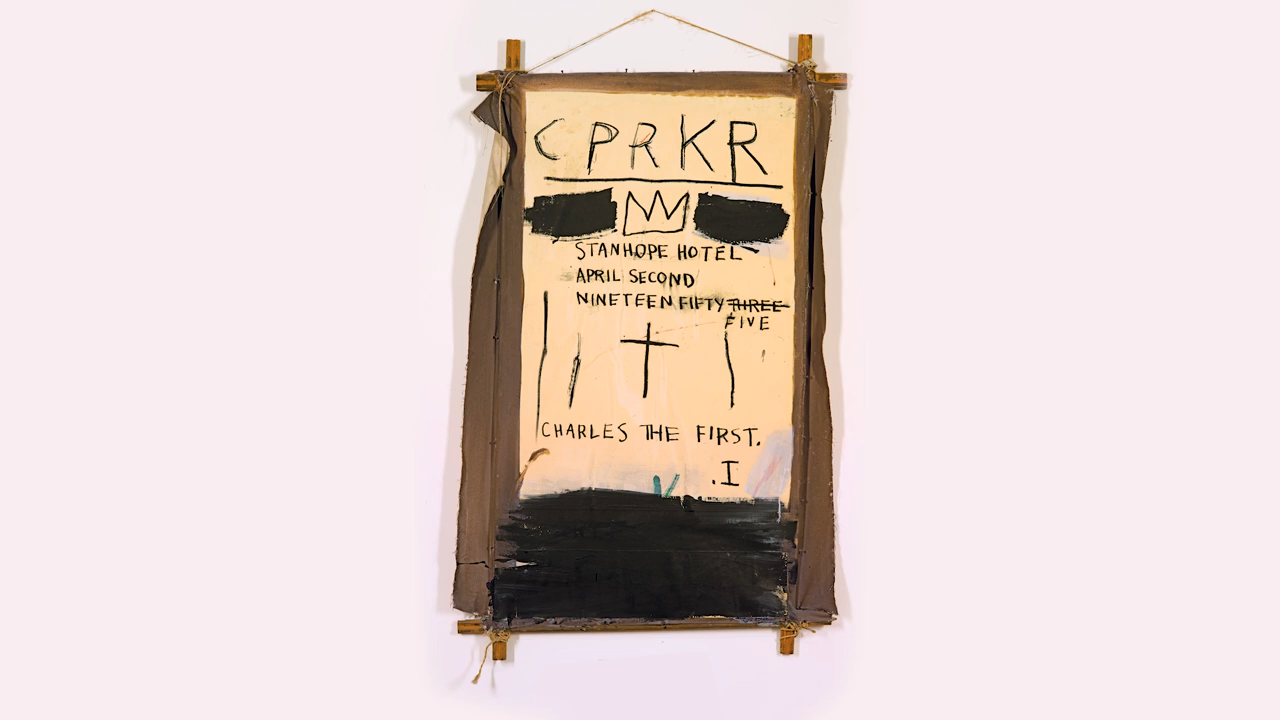 CPRKR
STANHOPE HOTEL
APRIL SECOND
NINETEEN FIFTY THREE
FIVE
CHARLES THE FIRST.
.I